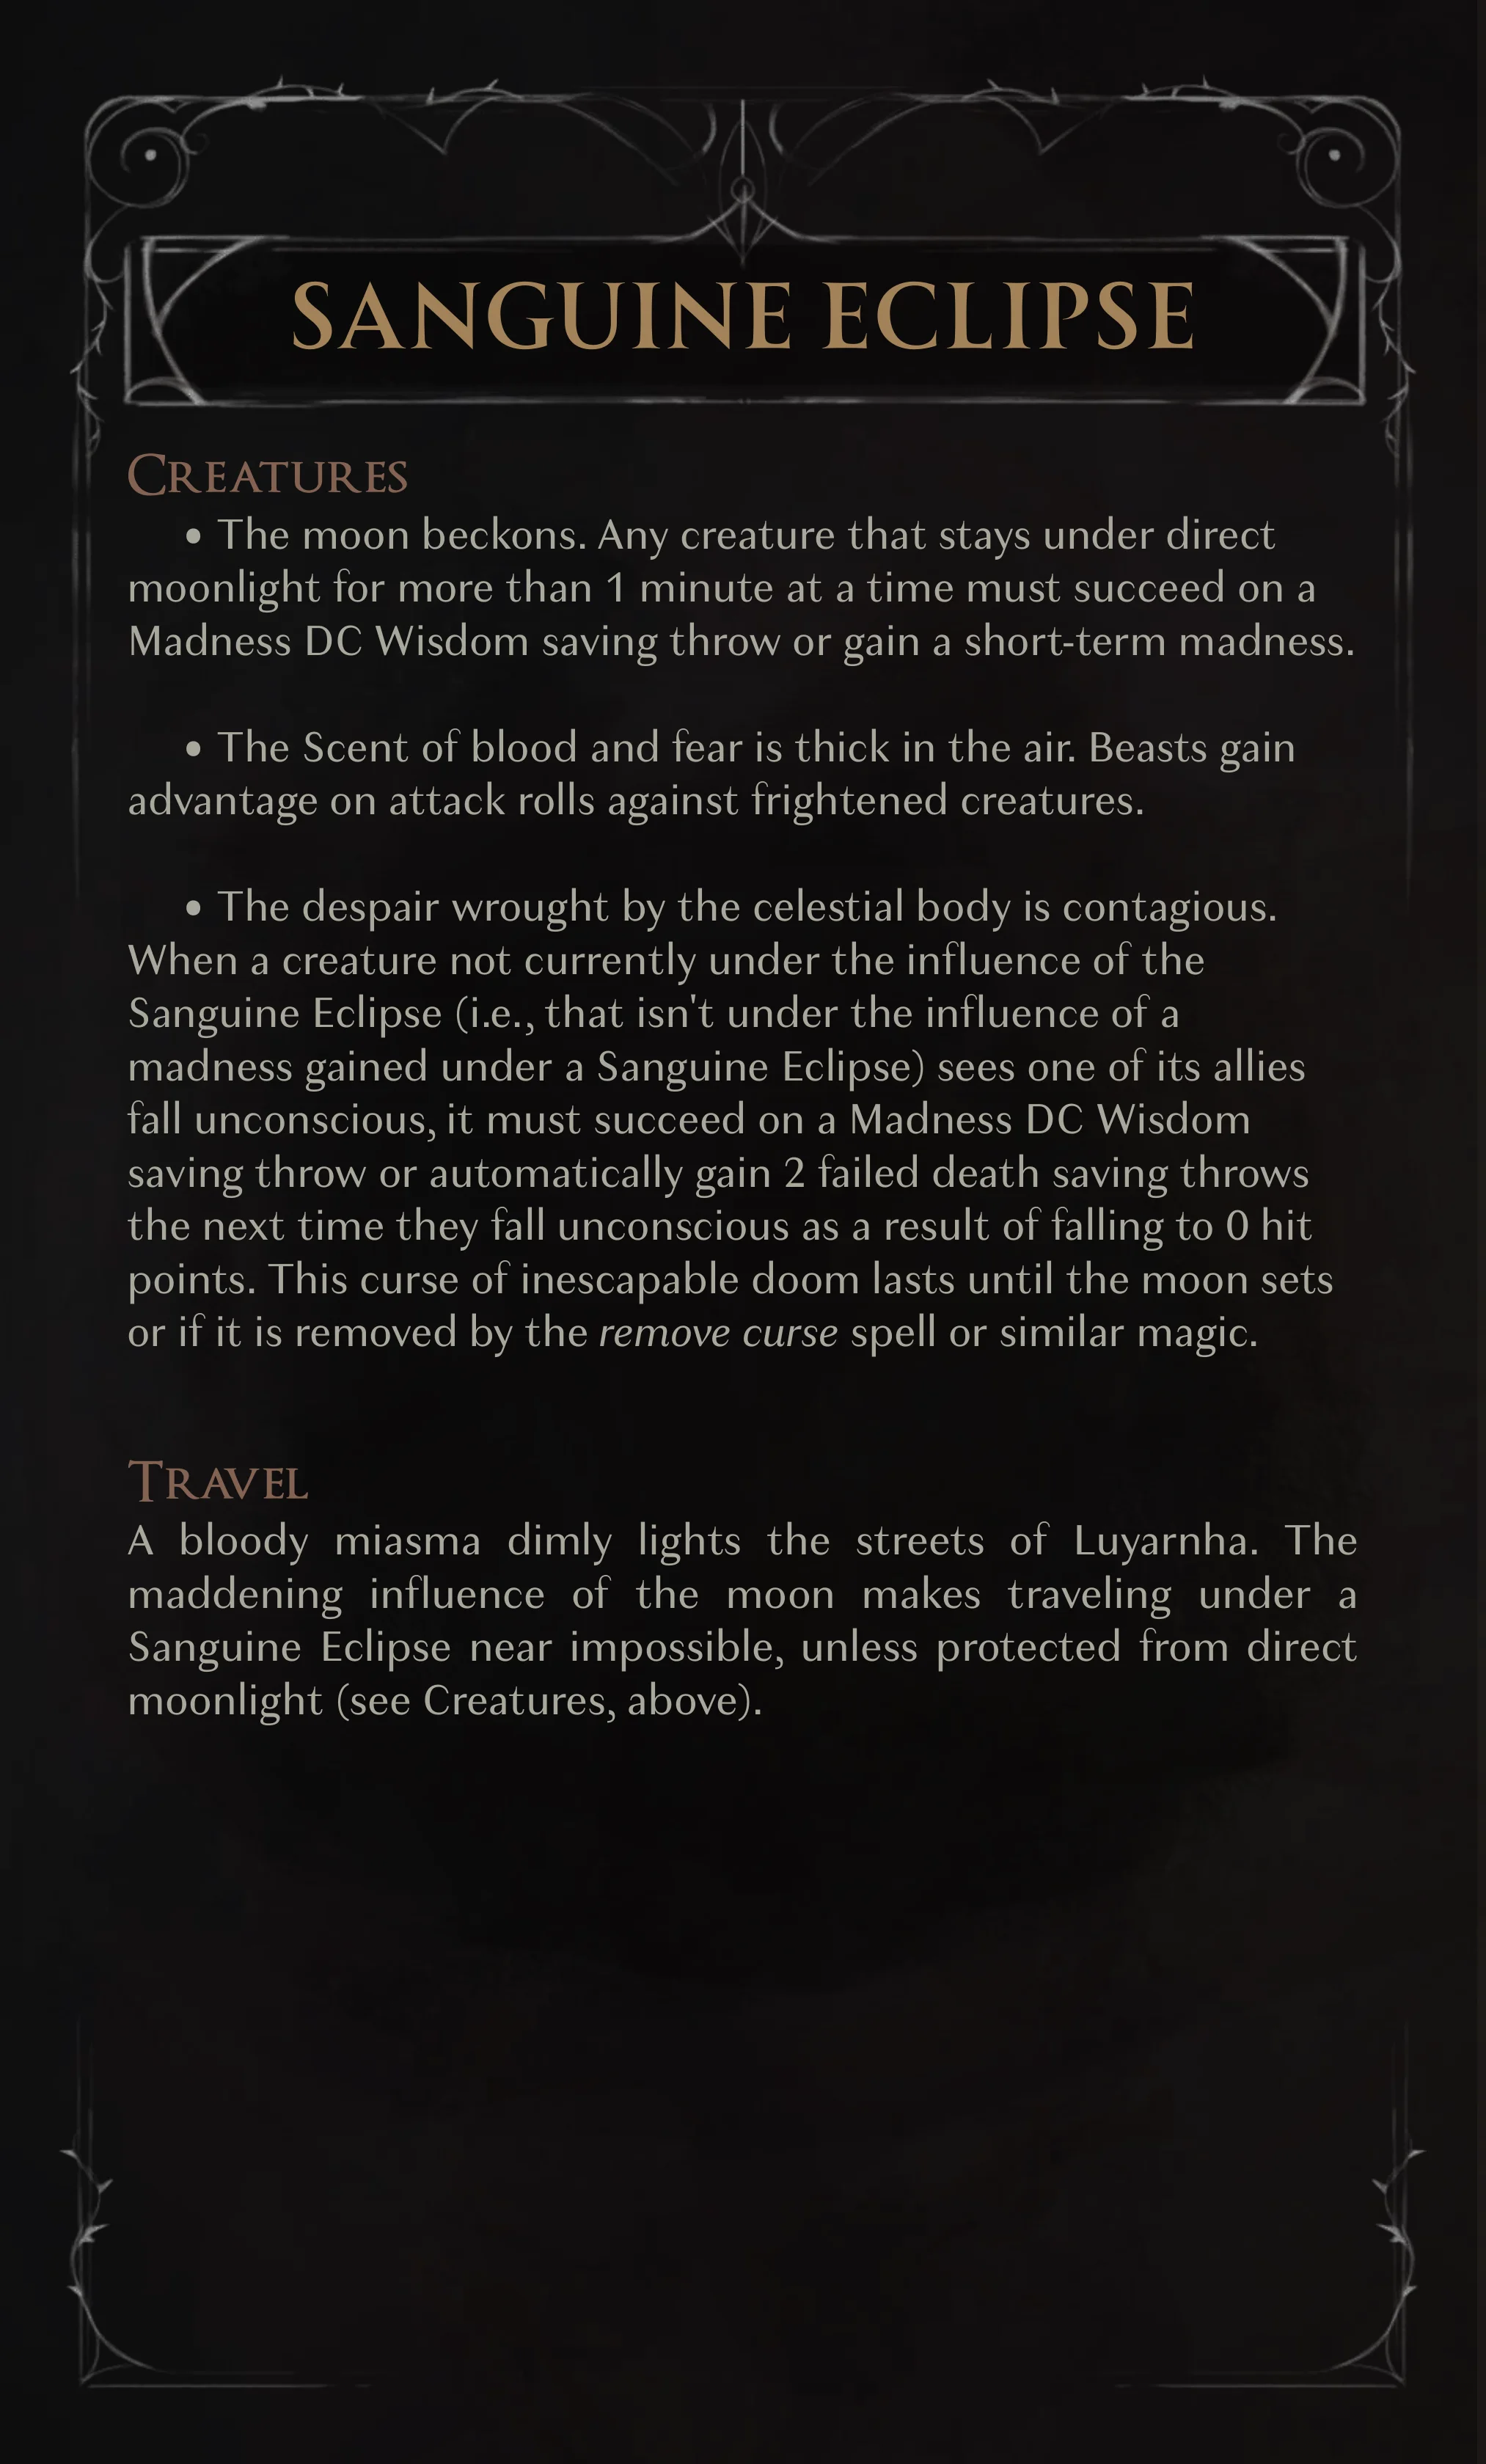 SANGUINE ECLIPSE
Creatures
• The moon beckons. Any creature that stays under direct
moonlight for more than 1 minute at a time must succeed on a
Madness DC Wisdom saving throw or gain a short-term madness.
• The Scent of blood and fear is thick in the air. Beasts gain
advantage on attack rolls against frightened creatures.
• The despair wrought by the celestial body is contagious.
When a creature not currently under the influence of the
Sanguine Eclipse (i.e., that isn't under the influence of a
madness gained under a Sanguine Eclipse) sees one of its allies
fall unconscious, it must succeed on a Madness DC Wisdom
saving throw or automatically gain 2 failed death saving throws
the next time they fall unconscious as a result of falling to 0 hit
points. This curse of inescapable doom lasts until the moon sets
or if it is removed by the remove curse spell or similar magic.
Travel
A bloody miasma dimly lights the streets of Luyarnha. The
maddening influence of the moon makes traveling under a
Sanguine Eclipse near impossible, unless protected from direct
moonlight (see Creatures, above).